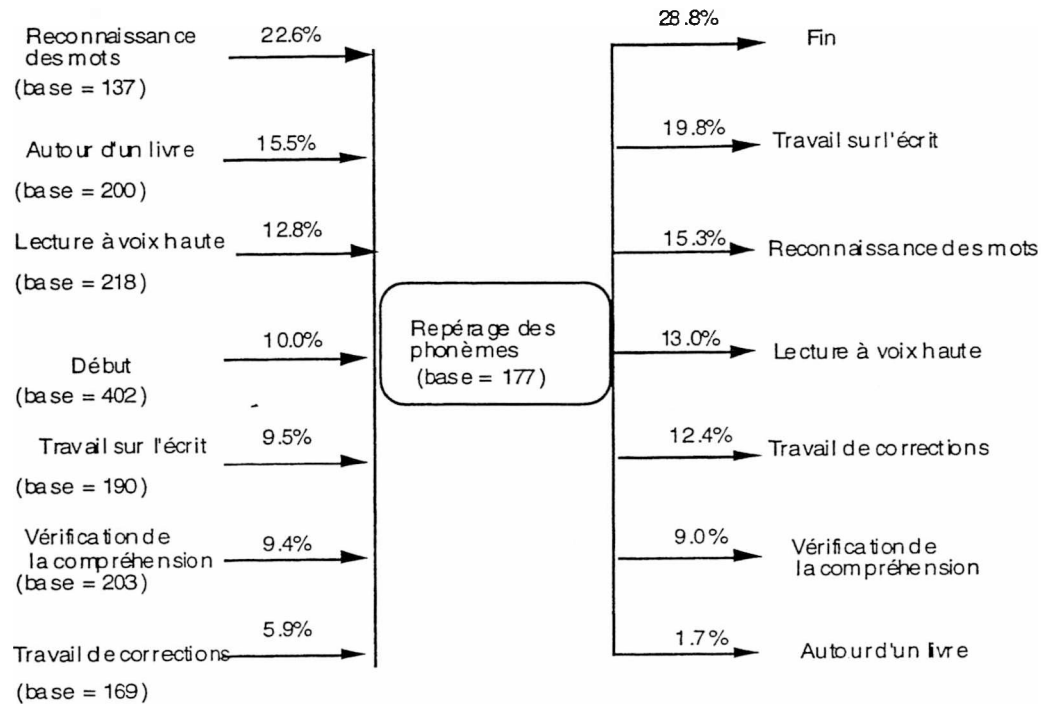 Reconnaissance
des mots
22.6%
(base = 137)
Autour d'un livre
15.5%
(base = 200)
Lecture à voix haute
12.8%
(base = 218)
Début
10.0%
(base = 402)
Travail sur l'écrit
9.5%
(base = 190)
Vérification de
la compréhension
9.4%
(base = 203)
Travail de corrections
5.9%
(base = 169)
Repérage des
phonèmes
(base = 177)
28.8%
Fin
19.8%
Travail sur l'écrit
15.3%
Reconnaissance des mots
13.0%
Lecture à voix haute
12.4%
Travail de corrections
9.0%
Vérification de
la compréhension
1.7%
Autour d'un livre